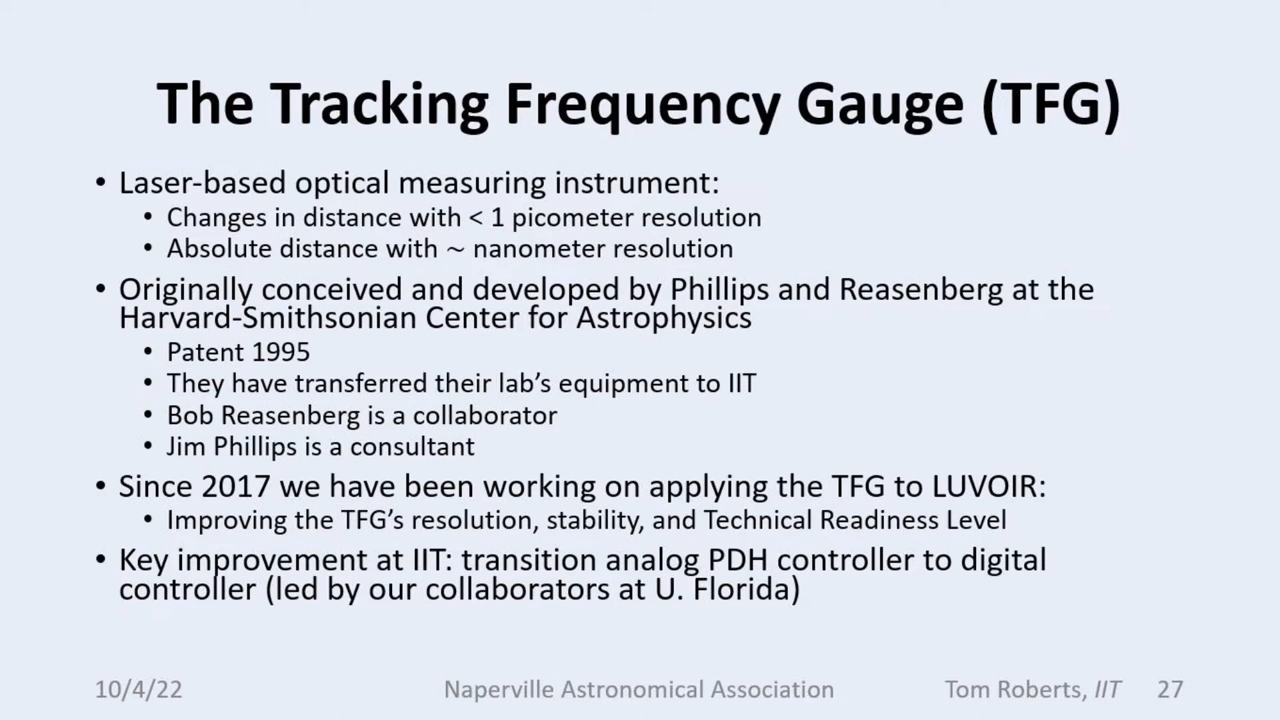 The Tracking Frequency Gauge (TFG)
• Laser-based optical measuring instrument:
• Changes in distance with < 1 picometer resolution
• Absolute distance with ~ nanometer resolution
• Originally conceived and developed by Phillips and Reasenberg at the
Harvard-Smithsonian Center for Astrophysics
• Patent 1995
• They have transferred their lab’s equipment to IIT
• Bob Reasenberg is a collaborator
• Jim Phillips is a consultant
• Since 2017 we have been working on applying the TFG to LUVOIR:
• Improving the TFG’s resolution, stability, and Technical Readiness Level
• Key improvement at IIT: transition analog PDH controller to digital
controller (led by our collaborators at U. Florida)
10/4/22 Naperville Astronomical Association Tom Roberts, IIT 27